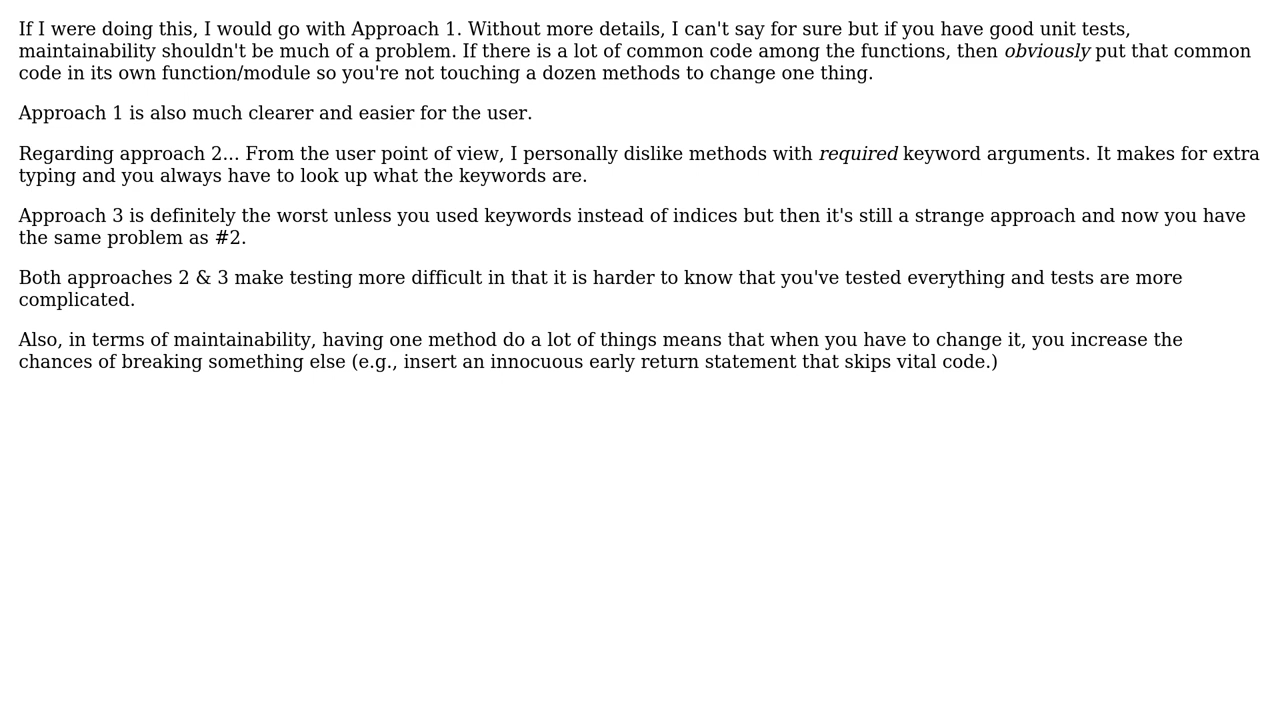 If I were doing this, I would go with Approach 1. Without more details, I can't say for sure but if you have good unit tests,
maintainability shouldn't be much of a problem. If there is a lot of common code among the functions, then obviously put that common
code in its own function/module so you're not touching a dozen methods to change one thing.
Approach 1 is also much clearer and easier for the user.
Regarding approach 2... From the user point of view, I personally dislike methods with required keyword arguments. It makes for extra
typing and you always have to look up what the keywords are.
Approach 3 is definitely the worst unless you used keywords instead of indices but then it's still a strange approach and now you have
the same problem as #2.
Both approaches 2 & 3 make testing more difficult in that it is harder to know that you've tested everything and tests are more
complicated.
Also, in terms of maintainability, having one method do a lot of things means that when you have to change it, you increase the
chances of breaking something else (e.g., insert an innocuous early return statement that skips vital code.)